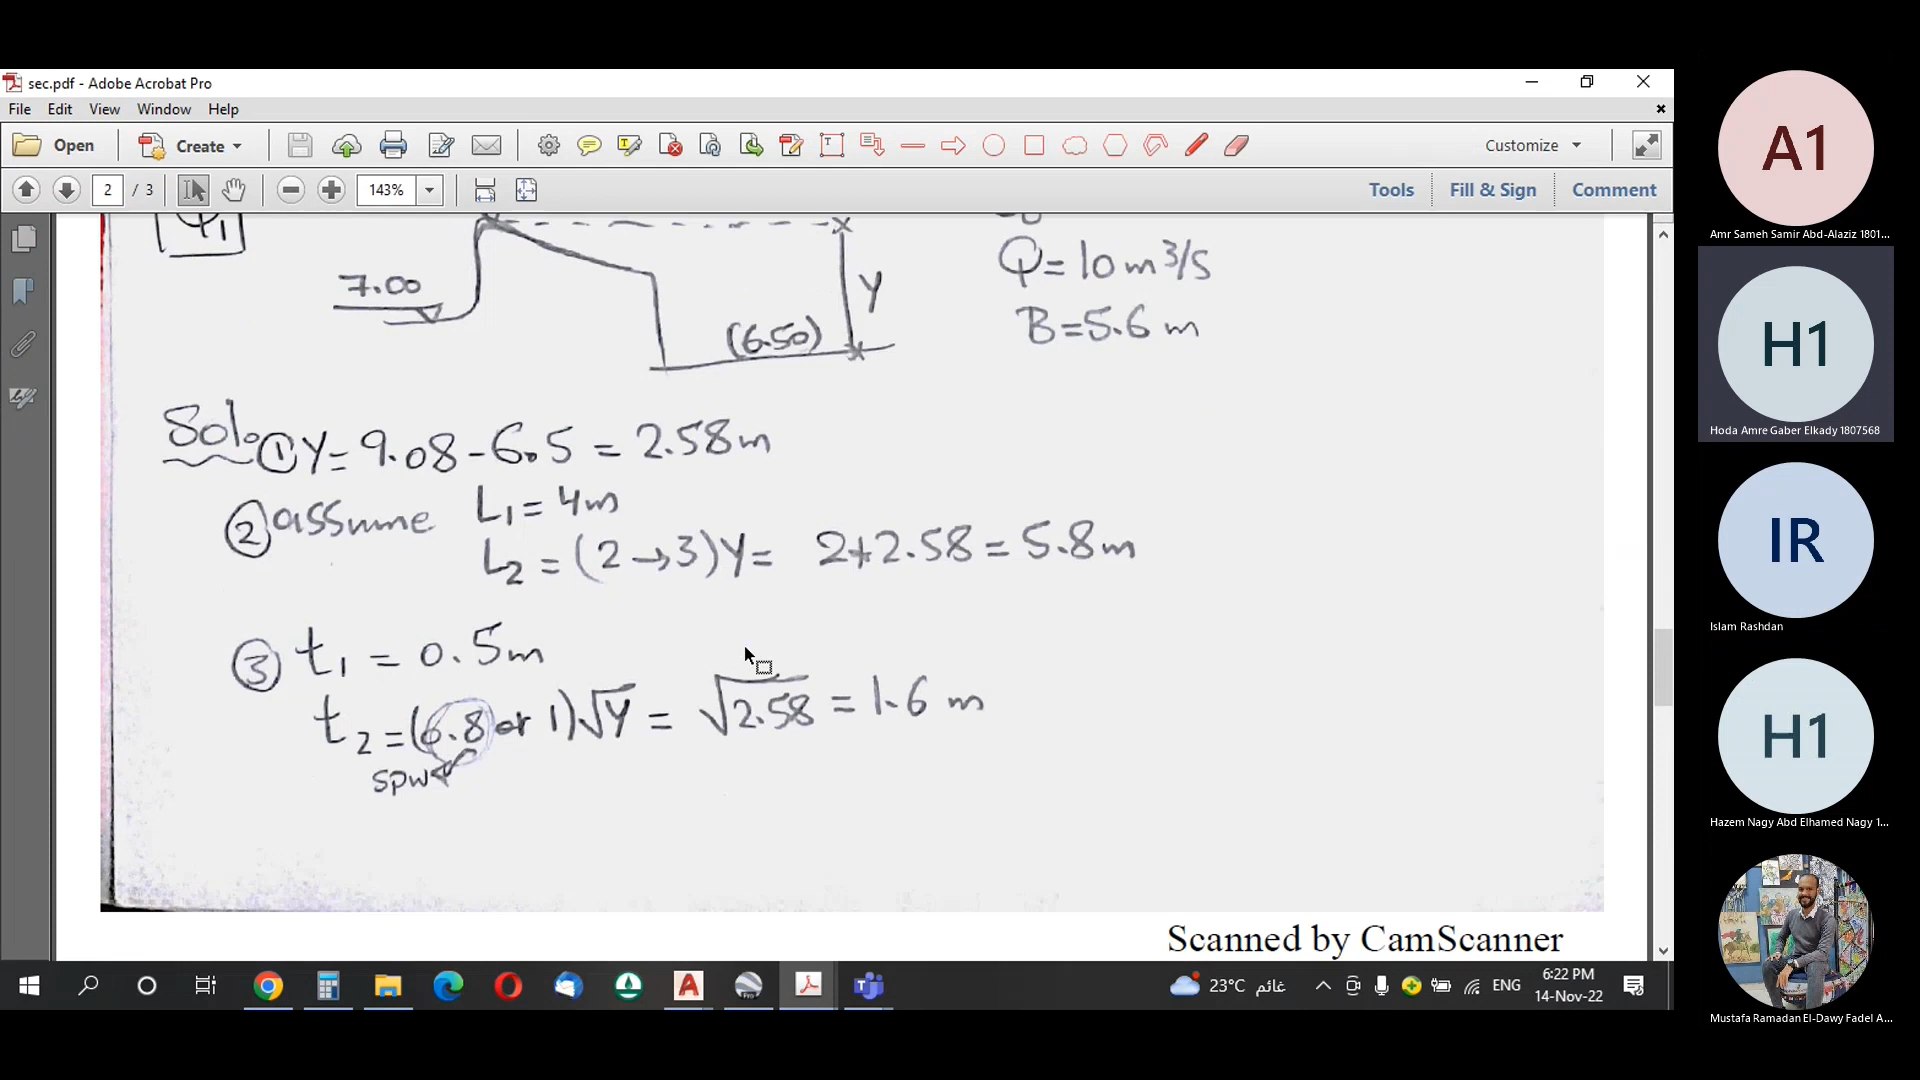 sec.pdf - Adobe Acrobat Pro
File Edit View Window Help
Open Create Customize
2 / 3 143% Tools Fill & Sign Comment
Q = 10 m³/s
7.00 Y
(6.50) B = 5.6 m
Sol. ① Y = 9.08 - 6.5 = 2.58 m
② assume L₁ = 4 m
L₂ = (2 → 3) Y = 2 * 2.58 = 5.8 m
③ t₁ = 0.5 m
t₂ = (0.8 or 1) √Y = √2.58 = 1.6 m
spw
Scanned by CamScanner
A1
Amr Sameh Samir Abd-Alaziz 1801...
H1
Hoda Amre Gaber Elkady 1807568
IR
Islam Rashdan
H1
Hazem Nagy Abd Elhamed Nagy 1...
Mustafa Ramadan El-Dawy Fadel A...
23°C غائم ENG 6:22 PM
14-Nov-22